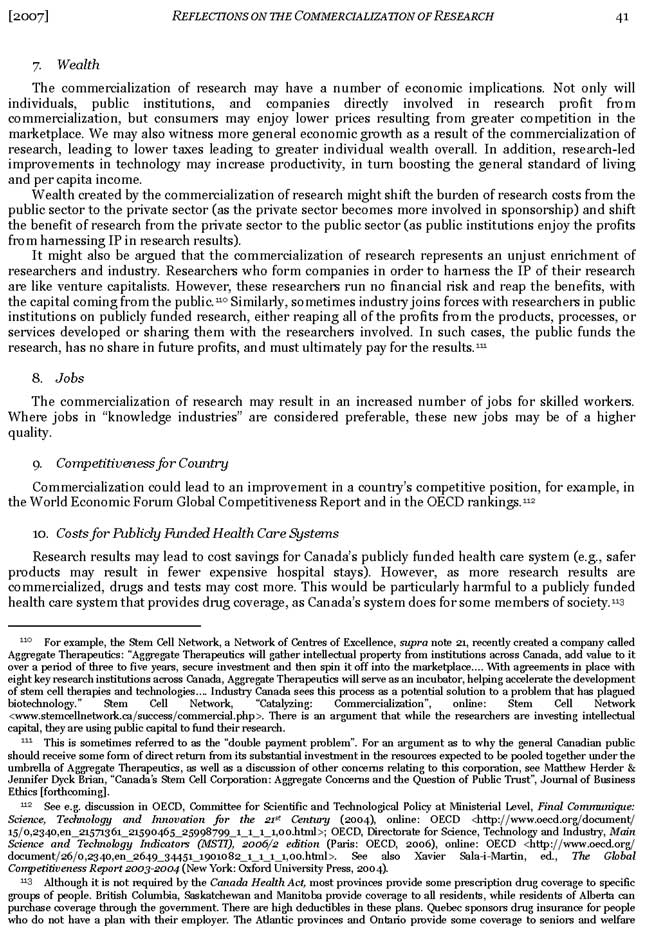 [2007] REFLECTIONS ON THE COMMERCIALIZATION OF RESEARCH 41
7. Wealth
The commercialization of research may have a number of economic implications. Not only will
individuals, public institutions, and companies directly involved in research profit from
commercialization, but consumers may enjoy lower prices resulting from greater competition in the
marketplace. We may also witness more general economic growth as a result of the commercialization of
research, leading to lower taxes leading to greater individual wealth overall. In addition, research-led
improvements in technology may increase productivity, in turn boosting the general standard of living
and per capita income.
Wealth created by the commercialization of research might shift the burden of research costs from the
public sector to the private sector (as the private sector becomes more involved in sponsorship) and shift
the benefit of research from the private sector to the public sector (as public institutions enjoy the profits
from harnessing IP in research results).
It might also be argued that the commercialization of research represents an unjust enrichment of
researchers and industry. Researchers who form companies in order to harness the IP of their research
are like venture capitalists. However, these researchers run no financial risk and reap the benefits, with
the capital coming from the public.110 Similarly, sometimes industry joins forces with researchers in public
institutions on publicly funded research, either reaping all of the profits from the products, processes, or
services developed or sharing them with the researchers involved. In such cases, the public funds the
research, has no share in future profits, and must ultimately pay for the results.111
8. Jobs
The commercialization of research may result in an increased number of jobs for skilled workers.
Where jobs in “knowledge industries” are considered preferable, these new jobs may be of a higher
quality.
9. Competitiveness for Country
Commercialization could lead to an improvement in a country’s competitive position, for example, in
the World Economic Forum Global Competitiveness Report and in the OECD rankings.112
10. Costs for Publicly Funded Health Care Systems
Research results may lead to cost savings for Canada’s publicly funded health care system (e.g., safer
products may result in fewer expensive hospital stays). However, as more research results are
commercialized, drugs and tests may cost more. This would be particularly harmful to a publicly funded
health care system that provides drug coverage, as Canada’s system does for some members of society.113
110 For example, the Stem Cell Network, a Network of Centres of Excellence, supra note 21, recently created a company called
Aggregate Therapeutics: “Aggregate Therapeutics will gather intellectual property from institutions across Canada, add value to it
over a period of three to five years, secure investment and then spin it off into the marketplace.... With agreements in place with
eight key research institutions across Canada, Aggregate Therapeutics will serve as an incubator, helping accelerate the development
of stem cell therapies and technologies.... Industry Canada sees this process as a potential solution to a problem that has plagued
biotechnology.” Stem Cell Network, “Catalyzing: Commercialization”, online: Stem Cell Network
<www.stemcellnetwork.ca/success/commercial.php>. There is an argument that while the researchers are investing intellectual
capital, they are using public capital to fund their research.
111 This is sometimes referred to as the “double payment problem”. For an argument as to why the general Canadian public
should receive some form of direct return from its substantial investment in the resources expected to be pooled together under the
umbrella of Aggregate Therapeutics, as well as a discussion of other concerns relating to this corporation, see Matthew Herder &
Jennifer Dyck Brian, “Canada’s Stem Cell Corporation: Aggregate Concerns and the Question of Public Trust”, Journal of Business
Ethics [forthcoming].
112 See e.g. discussion in OECD, Committee for Scientific and Technological Policy at Ministerial Level, Final Communique:
Science, Technology and Innovation for the 21st Century (2004), online: OECD <http://www.oecd.org/document/
15/0,2340,en_21571361_21590465_25998799_1_1_1_1,00.html>; OECD, Directorate for Science, Technology and Industry, Main
Science and Technology Indicators (MSTI), 2006/2 edition (Paris: OECD, 2006), online: OECD <http://www.oecd.org/
document/26/0,2340,en_2649_34451_1901082_1_1_1_1,00.html>. See also Xavier Sala-i-Martin, ed., The Global
Competitiveness Report 2003-2004 (New York: Oxford University Press, 2004).
113 Although it is not required by the Canada Health Act, most provinces provide some prescription drug coverage to specific
groups of people. British Columbia, Saskatchewan and Manitoba provide coverage to all residents, while residents of Alberta can
purchase coverage through the government. There are high deductibles in these plans. Quebec sponsors drug insurance for people
who do not have a plan with their employer. The Atlantic provinces and Ontario provide some coverage to seniors and welfare